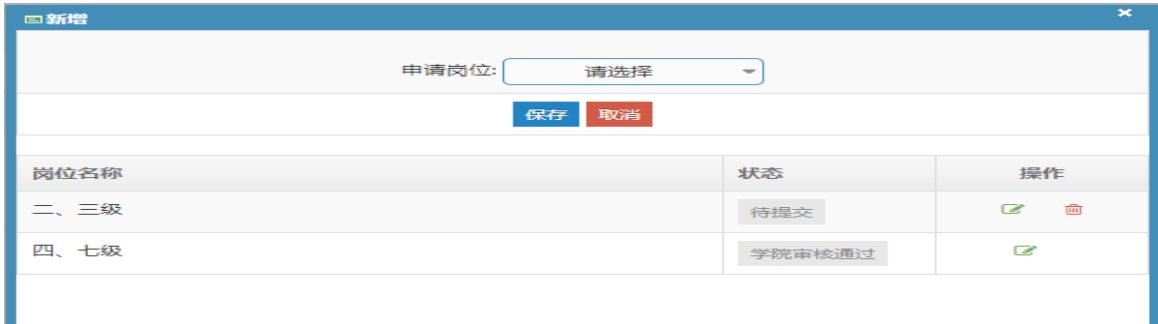 新增
申请岗位: 请选择
保存 取消
岗位名称 状态 操作
二、三级 待提交
四、七级 学院审核通过